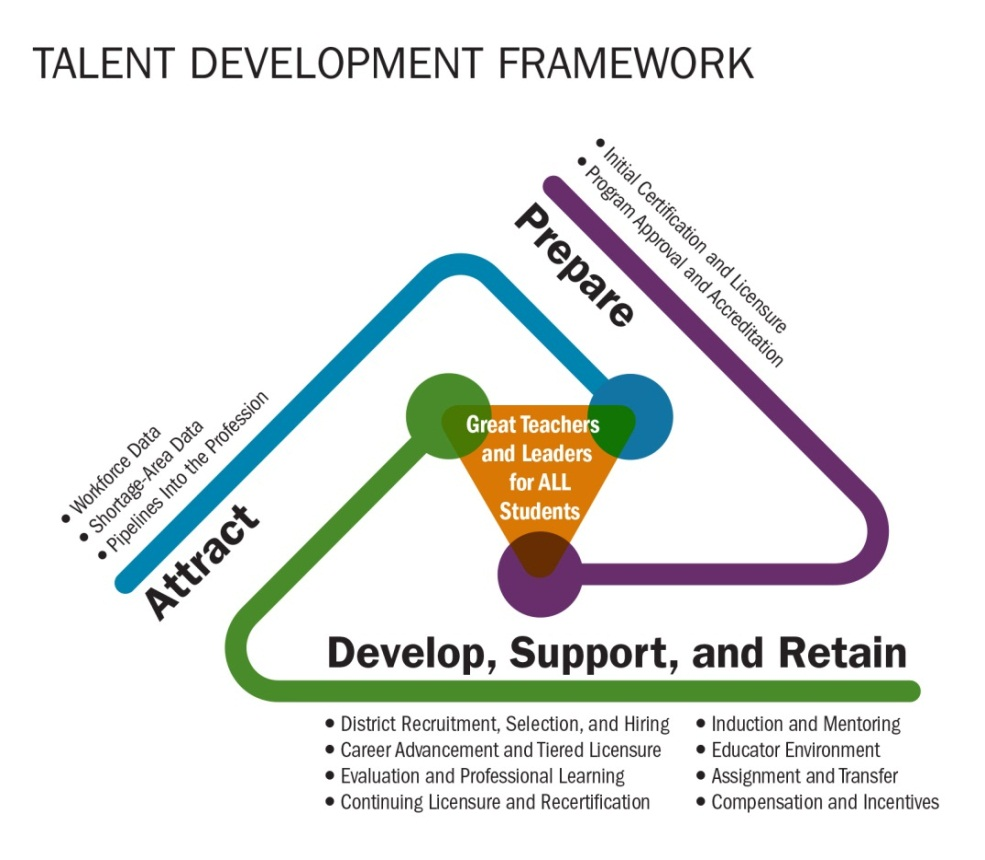 TALENT DEVELOPMENT FRAMEWORK
• Initial Certification and Licensure
• Program Approval and Accreditation
Prepare
• Workforce Data
• Shortage-Area Data
• Pipelines Into the Profession
Attract
Great Teachers
and Leaders
for ALL
Students
Develop, Support, and Retain
• District Recruitment, Selection, and Hiring
• Career Advancement and Tiered Licensure
• Evaluation and Professional Learning
• Continuing Licensure and Recertification
• Induction and Mentoring
• Educator Environment
• Assignment and Transfer
• Compensation and Incentives